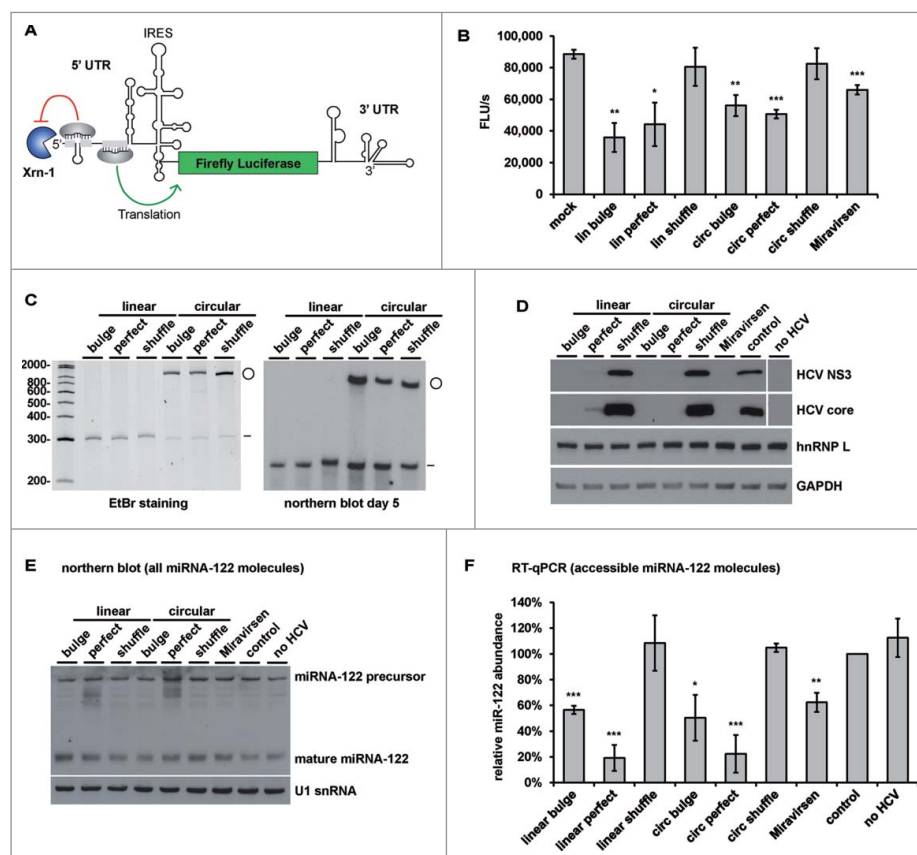 A
IRES
5' UTR
3' UTR
5'
Xrn-1
Firefly Luciferase
3'
Translation
B
FLU/s
100,000
80,000
60,000
40,000
20,000
0
**
*
**
***
***
mock
lin bulge
lin perfect
lin shuffle
circ bulge
circ perfect
circ shuffle
Miravirsen
C
linear
circular
bulge
perfect
shuffle
bulge
perfect
shuffle
2000-
800-
600-
500-
400-
300-
200-
EtBr staining
linear
circular
bulge
perfect
shuffle
bulge
perfect
shuffle
northern blot day 5
D
linear
circular
bulge
perfect
shuffle
bulge
perfect
shuffle
Miravirsen
control
no HCV
HCV NS3
HCV core
hnRNP L
GAPDH
E northern blot (all miRNA-122 molecules)
linear
circular
bulge
perfect
shuffle
bulge
perfect
shuffle
Miravirsen
control
no HCV
miRNA-122 precursor
mature miRNA-122
U1 snRNA
F RT-qPCR (accessible miRNA-122 molecules)
relative miR-122 abundance
140%
120%
100%
80%
60%
40%
20%
0%
***
***
*
***
**
linear bulge
linear perfect
linear shuffle
circ bulge
circ perfect
circ shuffle
Miravirsen
control
no HCV